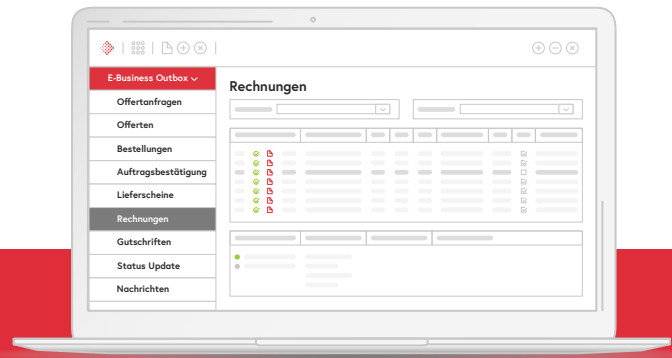 E-Business Outbox
Offertanfragen
Offerten
Bestellungen
Auftragsbestätigung
Lieferscheine
Rechnungen
Gutschriften
Status Update
Nachrichten
Rechnungen